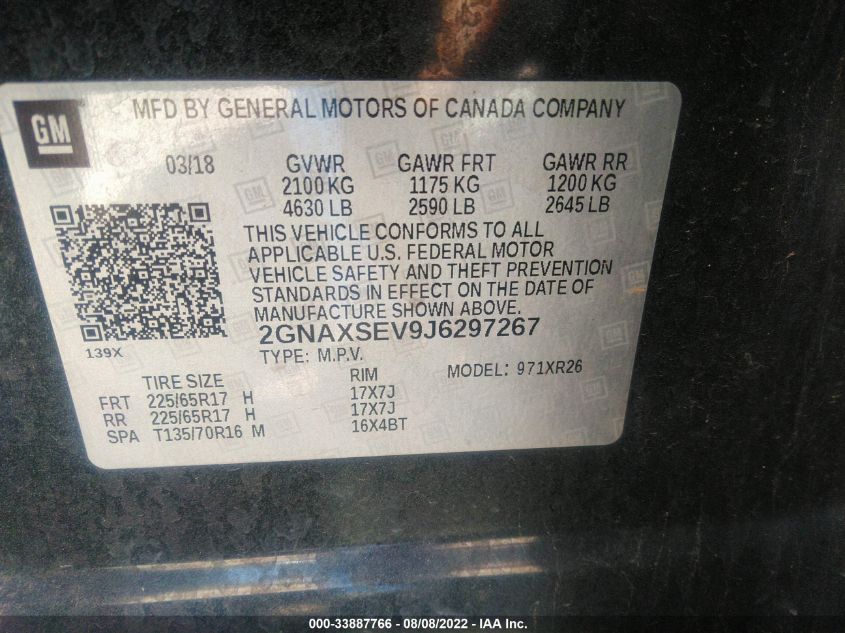 GM
MFD BY GENERAL MOTORS OF CANADA COMPANY
03/18 GVWR GAWR FRT GAWR RR
2100 KG 1175 KG 1200 KG
4630 LB 2590 LB 2645 LB
THIS VEHICLE CONFORMS TO ALL
APPLICABLE U.S. FEDERAL MOTOR
VEHICLE SAFETY AND THEFT PREVENTION
STANDARDS IN EFFECT ON THE DATE OF
MANUFACTURE SHOWN ABOVE.
2GNAXSEV9J6297267
139X TYPE: M.P.V. MODEL: 971XR26
TIRE SIZE RIM
FRT 225/65R17 H 17X7J
RR 225/65R17 H 17X7J
SPA T135/70R16 M 16X4BT
000-33887766 - 08/08/2022 - IAA Inc.